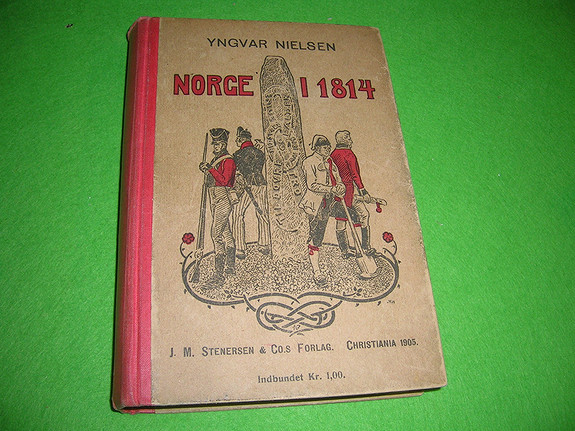 YNGVAR NIELSEN
NORGE I 1814
J. M. STENERSEN & CO.S FORLAG. CHRISTIANIA 1905.
Indbundet Kr. 1,00.